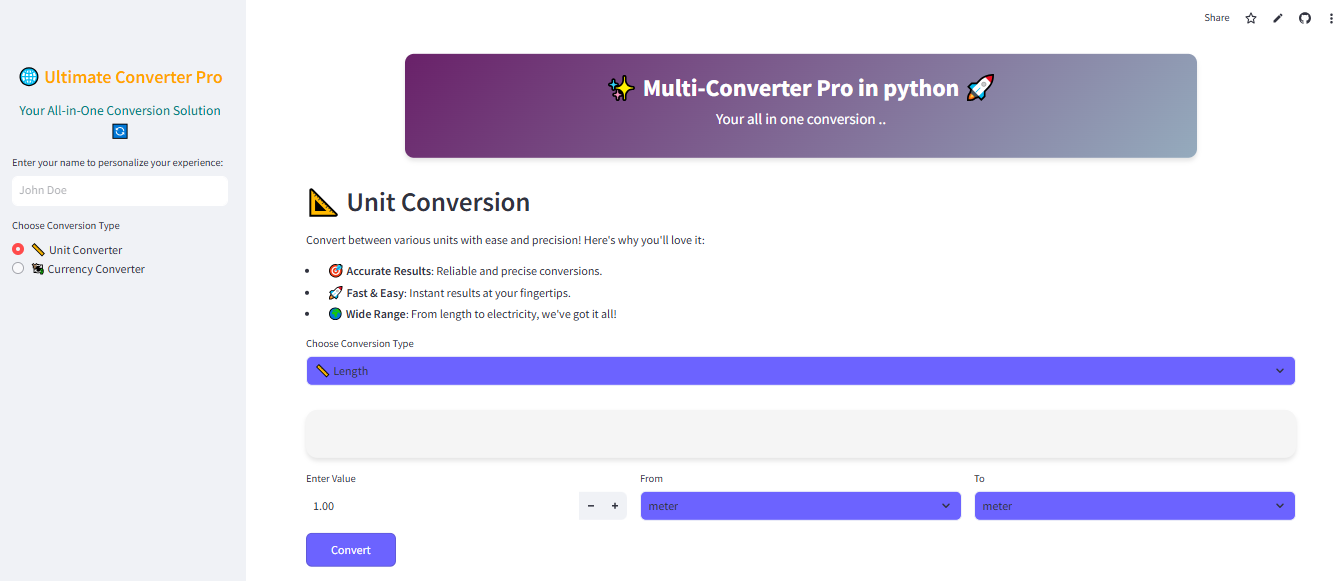 Share
🌐 Ultimate Converter Pro
Your All-in-One Conversion Solution
🔄
Enter your name to personalize your experience:
John Doe
Choose Conversion Type
📏 Unit Converter
💱 Currency Converter
✨ Multi-Converter Pro in python 🚀
Your all in one conversion ..
📐 Unit Conversion
Convert between various units with ease and precision! Here's why you'll love it:
• 🎯 Accurate Results: Reliable and precise conversions.
• 🚀 Fast & Easy: Instant results at your fingertips.
• 🌍 Wide Range: From length to electricity, we've got it all!
Choose Conversion Type
📏 Length
Enter Value
From
To
1.00
− +
meter
meter
Convert